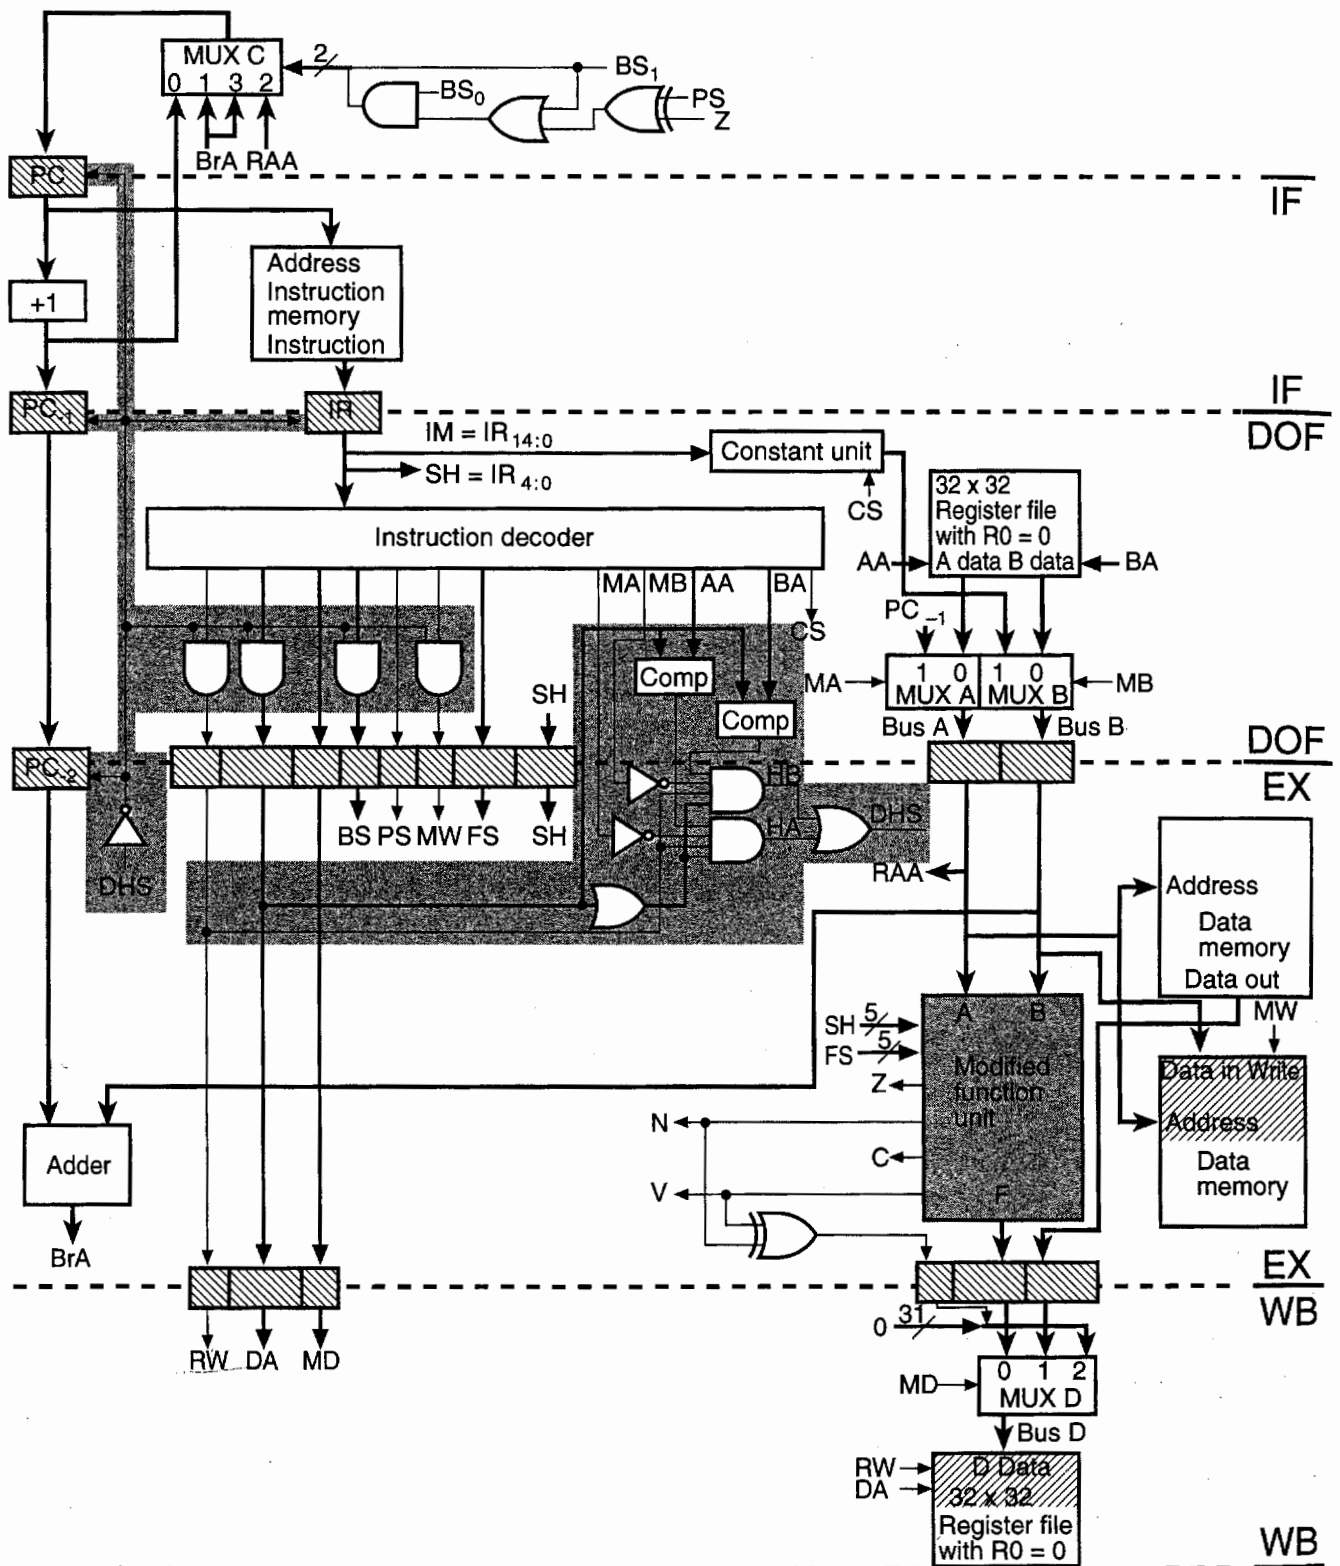 MUX C
0 1 3 2
2
BS1
BS0
PS
Z
BrA RAA
PC
IF
+1
Address
Instruction
memory
Instruction
PC-1
IR
IF
DOF
IM = IR14:0
SH = IR4:0
Constant unit
CS
32 x 32
Register file
with R0 = 0
A data B data
AA
BA
Instruction decoder
MA MB AA BA
CS
PC-1
1 0 1 0
MUX A MUX B
MA
MB
Comp
Comp
SH
Bus A
Bus B
DOF
EX
PC-2
HB
HA
DHS
BS PS MW FS SH
DHS
RAA
Address
Data
memory
Data out
MW
A B
SH 5
FS 5
Z
Modified
function
unit
N
C
V
F
Data in Write
Address
Data
memory
Adder
BrA
EX
WB
0 31
RW DA MD
0 1 2
MUX D
MD
Bus D
RW
DA
D Data
32 x 32
Register file
with R0 = 0
WB